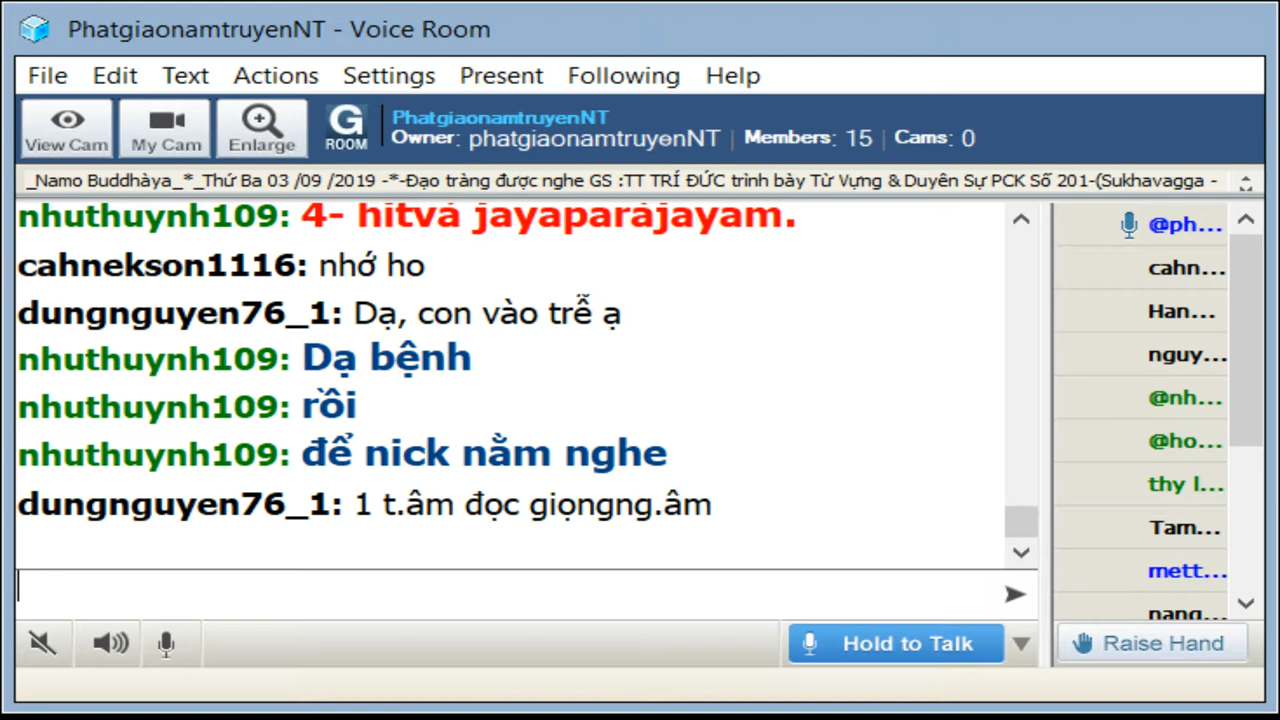 PhatgiaonamtruyenNT - Voice Room
File Edit Text Actions Settings Present Following Help
View Cam My Cam Enlarge G ROOM
PhatgiaonamtruyenNT
Owner: phatgiaonamtruyenNT | Members: 15 | Cams: 0
_Namo Buddhàya_*_Thứ Ba 03 /09 /2019 -*-Đạo tràng được nghe GS :TT TRÍ ĐỨC trình bày Từ Vựng & Duyên Sự PCK Số 201-(Sukhavagga -
nhuthuynh109: 4- hitvá jayaparájayam.
cahnekson1116: nhớ ho
dungnguyen76_1: Dạ, con vào trễ ạ
nhuthuynh109: Dạ bệnh
nhuthuynh109: rồi
nhuthuynh109: để nick nằm nghe
dungnguyen76_1: 1 t.âm đọc giọngng.âm
@ph...
cahn...
Han...
nguy...
@nh...
@ho...
thy l...
Tam...
mett...
nang...
Hold to Talk
Raise Hand